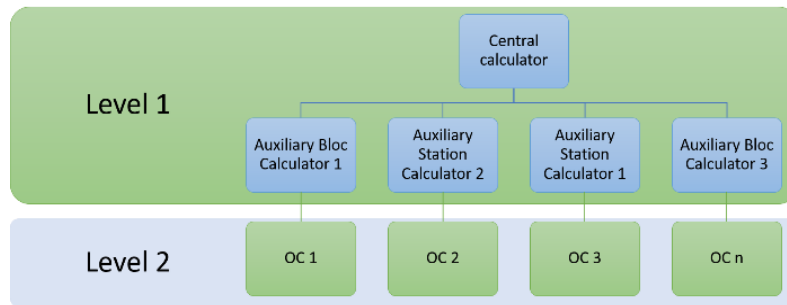 Central
calculator
Level 1
Auxiliary Bloc
Calculator 1
Auxiliary
Station
Calculator 2
Auxiliary
Station
Calculator 1
Auxiliary Bloc
Calculator 3
Level 2
OC 1
OC 2
OC 3
OC n